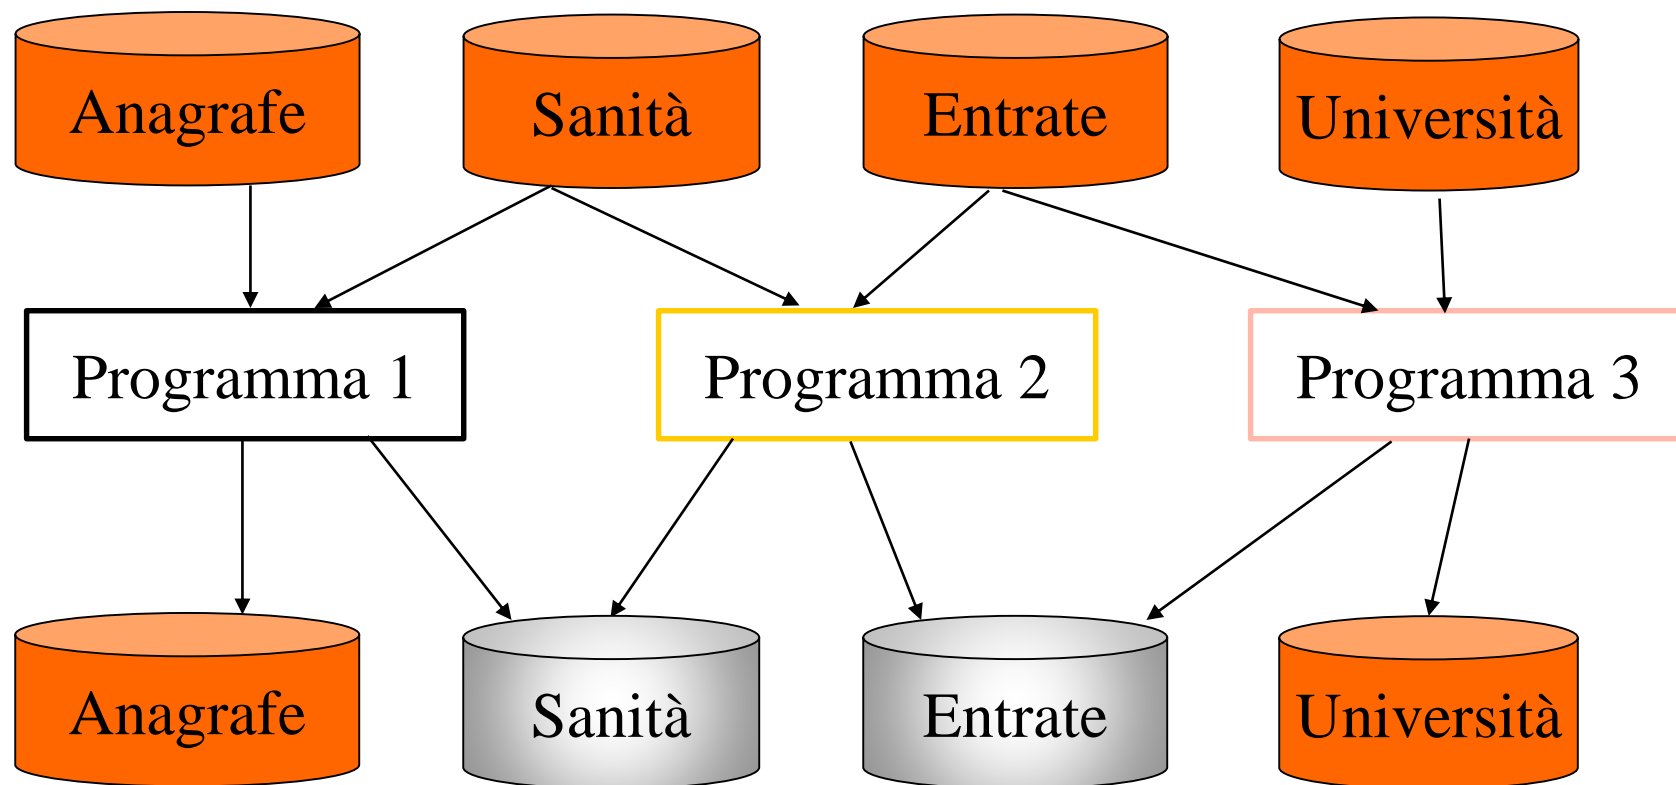 Anagrafe
Sanità
Entrate
Università
Programma 1
Programma 2
Programma 3
Anagrafe
Sanità
Entrate
Università